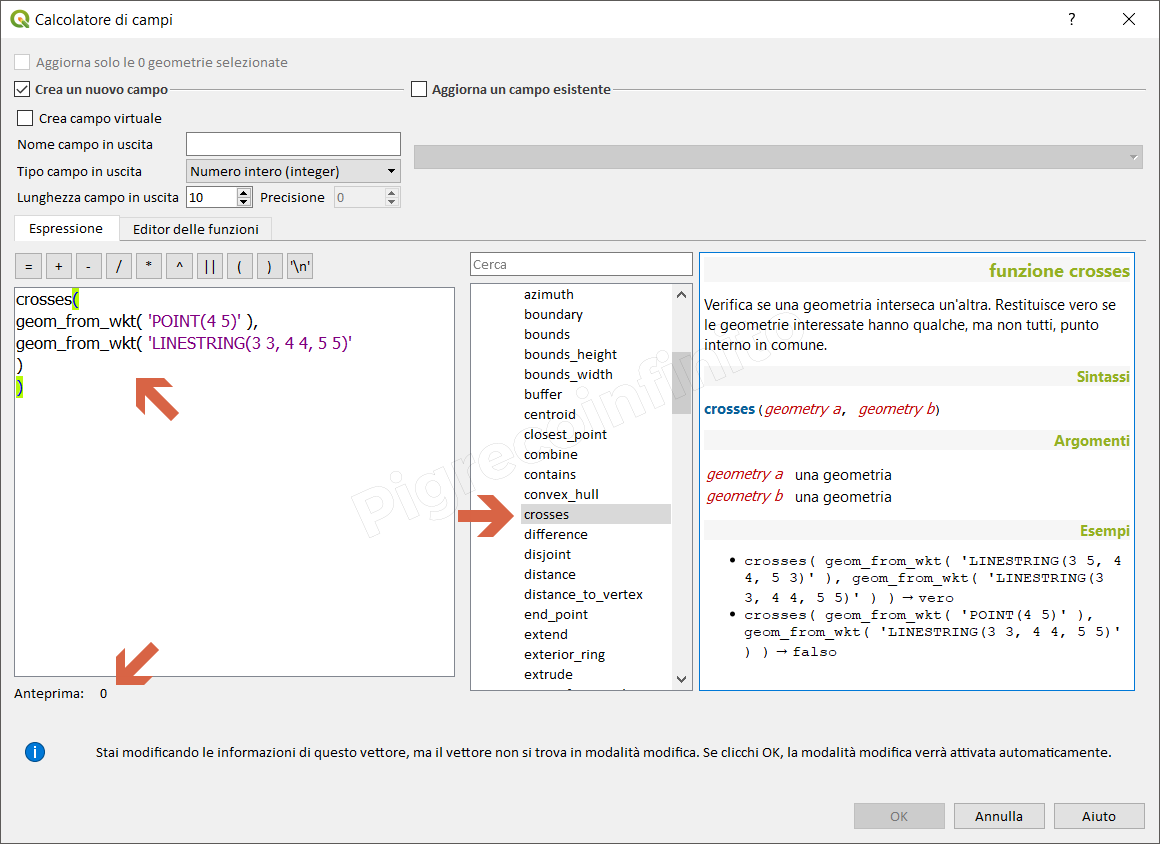 Calcolatore di campi
?
Aggiorna solo le 0 geometrie selezionate
Crea un nuovo campo
Aggiorna un campo esistente
Crea campo virtuale
Nome campo in uscita
Tipo campo in uscita Numero intero (integer)
Lunghezza campo in uscita 10 Precisione 0
Espressione Editor delle funzioni
= + - / * ^ || ( ) '\n'
crosses(
geom_from_wkt( 'POINT(4 5)' ),
geom_from_wkt( 'LINESTRING(3 3, 4 4, 5 5)'
)
)
Anteprima: 0
Cerca
azimuth
boundary
bounds
bounds_height
bounds_width
buffer
centroid
closest_point
combine
contains
convex_hull
crosses
difference
disjoint
distance
distance_to_vertex
end_point
extend
exterior_ring
extrude
funzione crosses
Verifica se una geometria interseca un'altra. Restituisce vero se
le geometrie interessate hanno qualche, ma non tutti, punto
interno in comune.
Sintassi
crosses(geometry a, geometry b)
Argomenti
geometry a una geometria
geometry b una geometria
Esempi
• crosses( geom_from_wkt( 'LINESTRING(3 5, 4
4, 5 3)' ), geom_from_wkt( 'LINESTRING(3
3, 4 4, 5 5)' ) ) → vero
• crosses( geom_from_wkt( 'POINT(4 5)' ),
geom_from_wkt( 'LINESTRING(3 3, 4 4, 5 5)'
) ) → falso
Pigrecoinfinito
Stai modificando le informazioni di questo vettore, ma il vettore non si trova in modalità modifica. Se clicchi OK, la modalità modifica verrà attivata automaticamente.
OK Annulla Aiuto